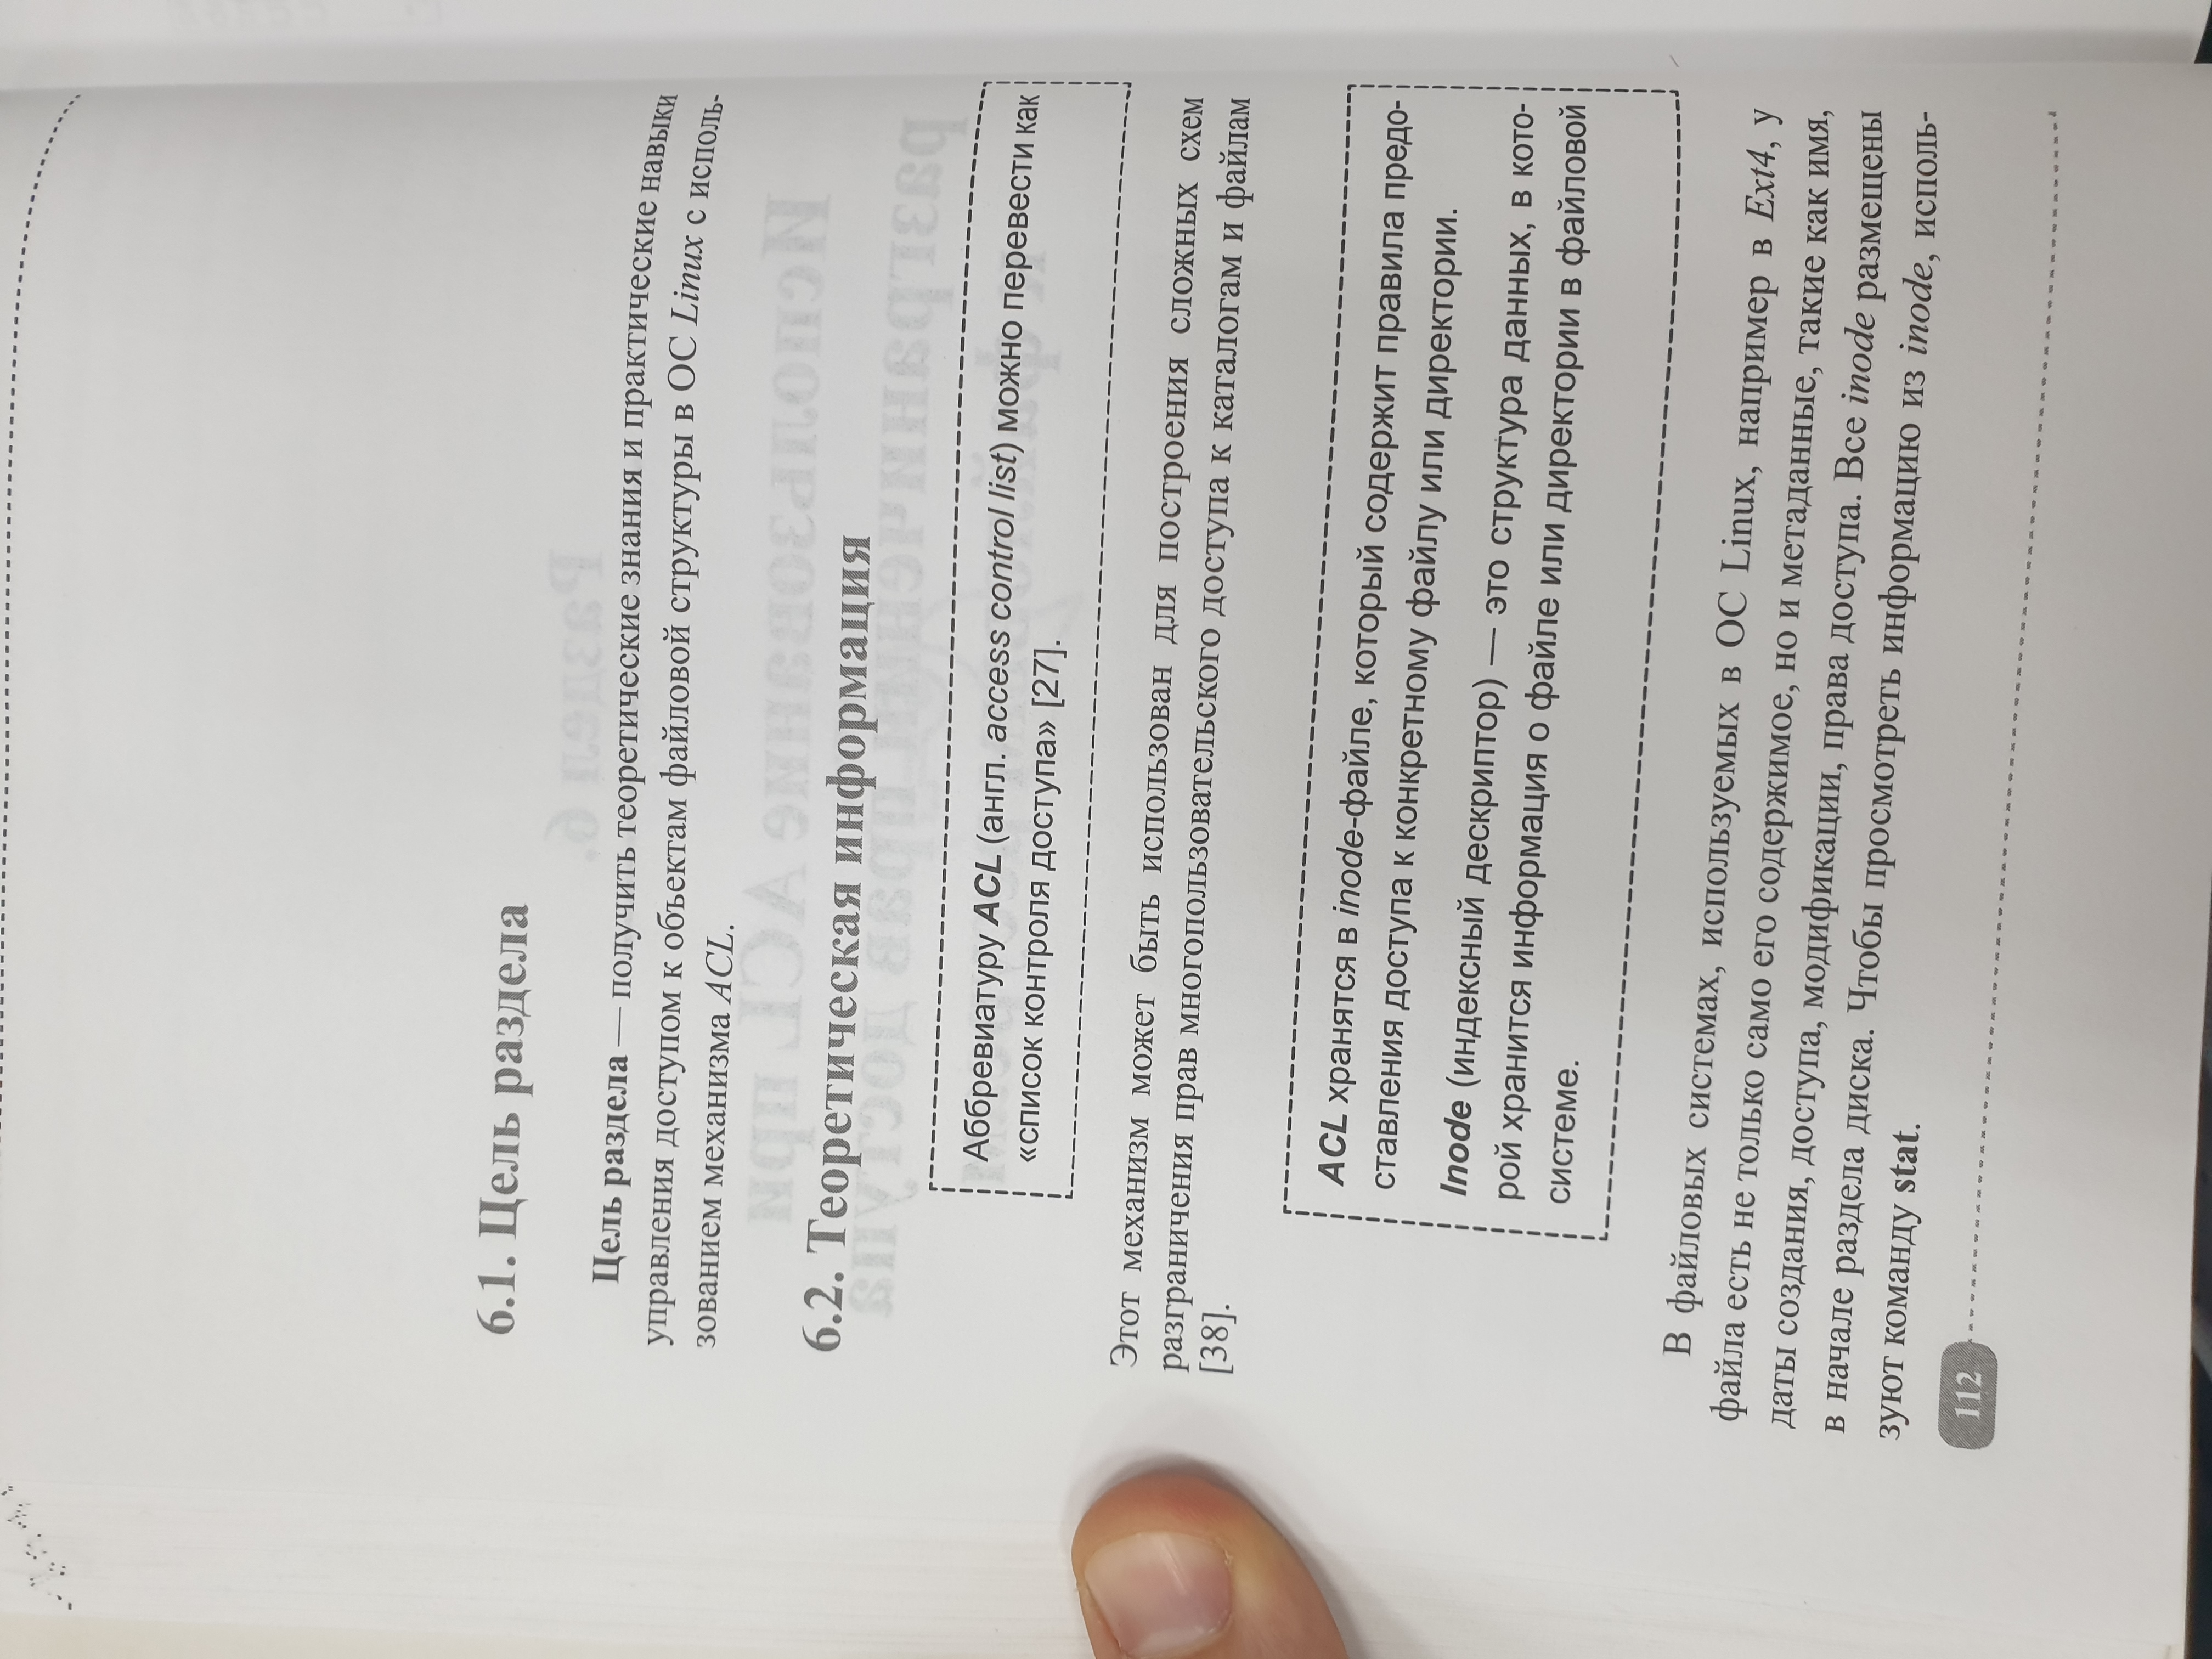 6.1. Цель раздела
Цель раздела — получить теоретические знания и практические навыки
управления доступом к объектам файловой структуры в ОС Linux с исполь-
зованием механизма ACL.
6.2. Теоретическая информация
Аббревиатуру ACL (англ. access control list) можно перевести как
«список контроля доступа» [27].
Этот механизм может быть использован для построения сложных схем
разграничения прав многопользовательского доступа к каталогам и файлам
[38].
ACL хранятся в inode-файле, который содержит правила предо-
ставления доступа к конкретному файлу или директории.
Inode (индексный дескриптор) — это структура данных, в кото-
рой хранится информация о файле или директории в файловой
системе.
В файловых системах, используемых в ОС Linux, например в Ext4, у
файла есть не только само его содержимое, но и метаданные, такие как имя,
даты создания, доступа, модификации, права доступа. Все inode размещены
в начале раздела диска. Чтобы просмотреть информацию из inode, исполь-
зуют команду stat.
112